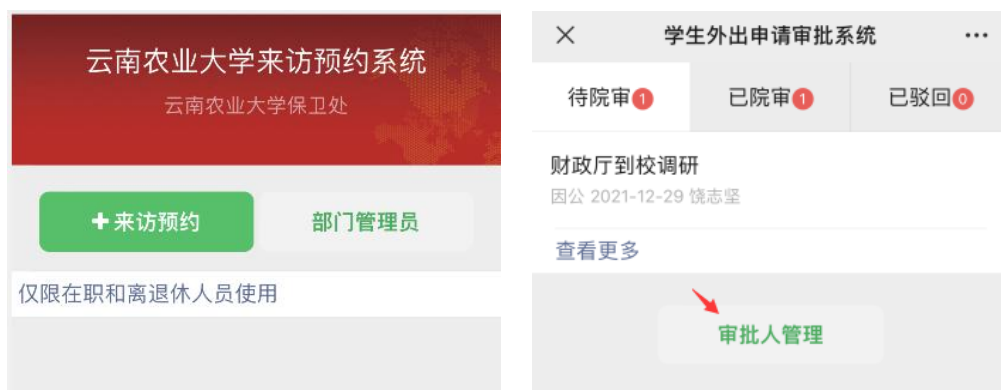 云南农业大学来访预约系统
云南农业大学保卫处
+来访预约
部门管理员
仅限在职和离退休人员使用
学生外出申请审批系统
待院审1
已院审1
已驳回0
财政厅到校调研
因公 2021-12-29 饶志坚
查看更多
审批人管理